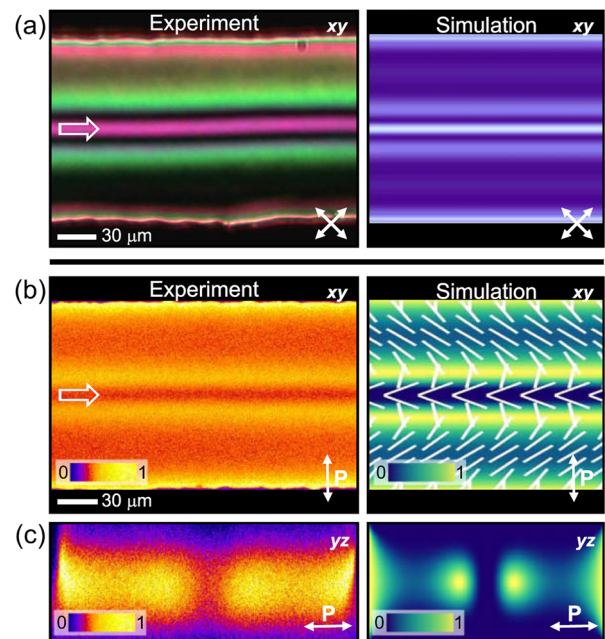 (a)
Experiment
xy
Simulation
xy
30 μm
(b)
Experiment
xy
Simulation
xy
0 1
P
0 1
P
30 μm
(c)
yz
yz
0 1
P
0 1
P